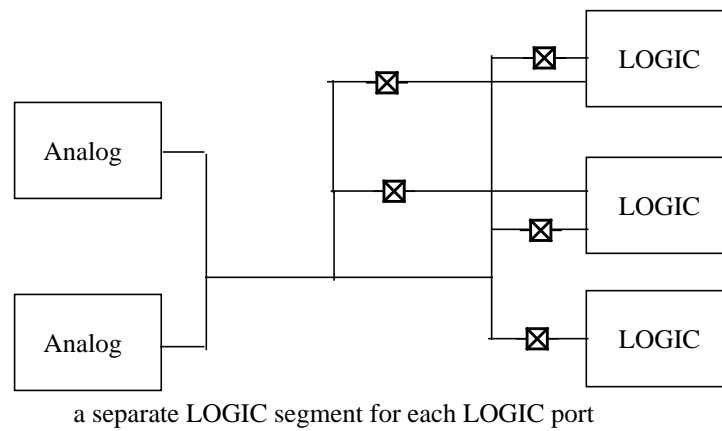 LOGIC
Analog
LOGIC
Analog
LOGIC
a separate LOGIC segment for each LOGIC port